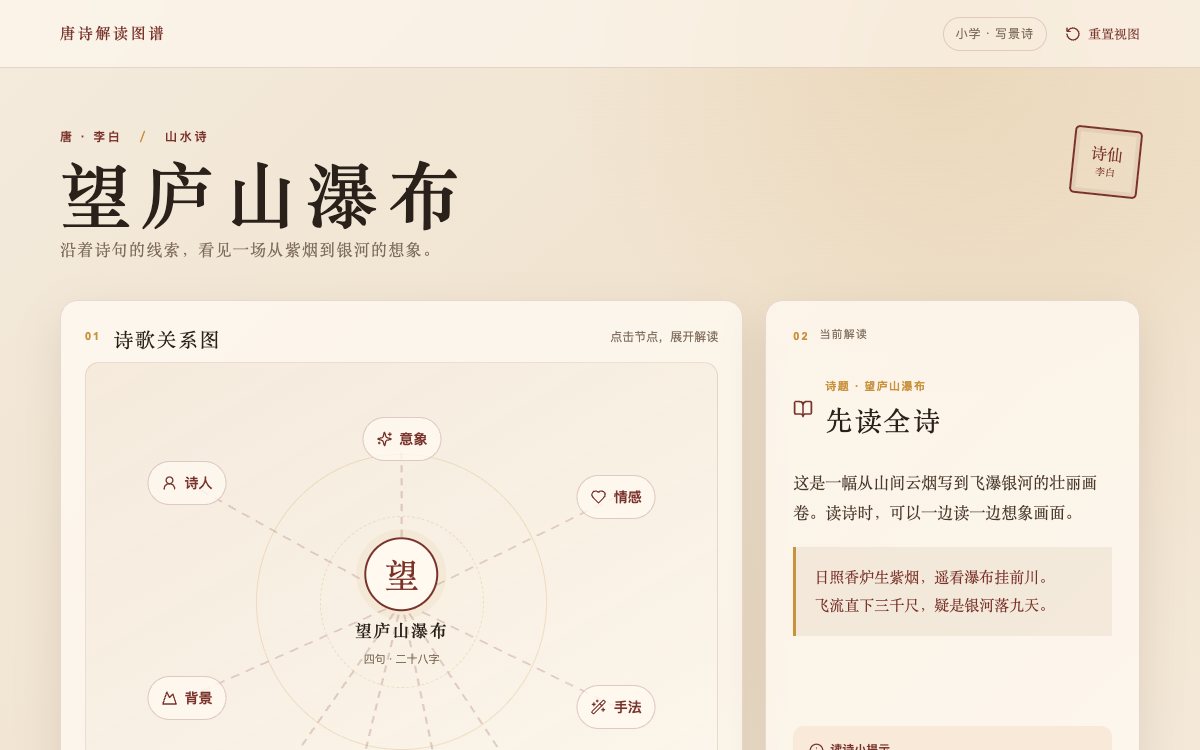 唐诗解读图谱
小学 · 写景诗
重置视图
唐 · 李白 / 山水诗
望庐山瀑布
沿着诗句的线索，看见一场从紫烟到银河的想象。
诗仙
李白
01 诗歌关系图
点击节点，展开解读
意象
诗人
情感
望
望庐山瀑布
四句 · 二十八字
背景
手法
02 当前解读
诗题 · 望庐山瀑布
先读全诗
这是一幅从山间云烟写到飞瀑银河的壮丽画
卷。读诗时，可以一边读一边想象画面。
日照香炉生紫烟，遥看瀑布挂前川。
飞流直下三千尺，疑是银河落九天。
读诗小提示